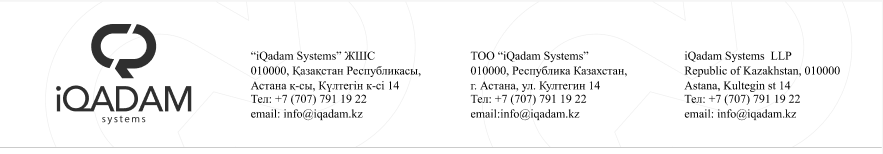 iQADAM
systems
“iQadam Systems” ЖШС
010000, Қазақстан Республикасы,
Астана к-сы, Күлтегін к-сі 14
Тел: +7 (707) 791 19 22
email: info@iqadam.kz
ТОО “iQadam Systems”
010000, Республика Казахстан,
г. Астана, ул. Култегин 14
Тел: +7 (707) 791 19 22
email:info@iqadam.kz
iQadam Systems LLP
Republic of Kazakhstan, 010000
Astana, Kultegin st 14
Тел: +7 (707) 791 19 22
email: info@iqadam.kz